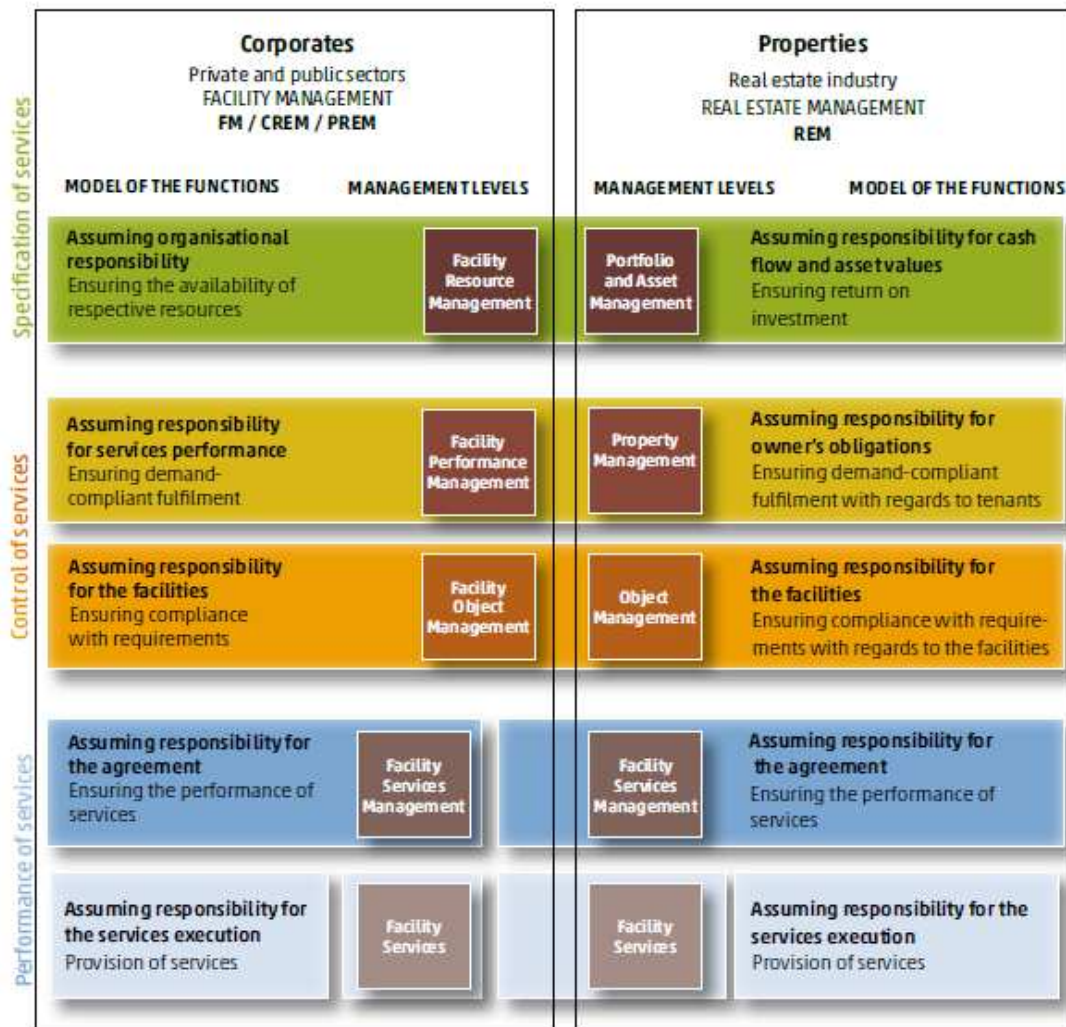 Corporates
Private and public sectors
FACILITY MANAGEMENT
FM / CREM / PREM
Properties
Real estate industry
REAL ESTATE MANAGEMENT
REM
MODEL OF THE FUNCTIONS
MANAGEMENT LEVELS
MANAGEMENT LEVELS
MODEL OF THE FUNCTIONS
Specification of services
Assuming organisational
responsibility
Ensuring the availability of
respective resources
Facility
Resource
Management
Portfolio
and Asset
Management
Assuming responsibility for cash
flow and asset values
Ensuring return on
investment
Control of services
Assuming responsibility
for services performance
Ensuring demand-
compliant fulfilment
Facility
Performance
Management
Property
Management
Assuming responsibility for
owner's obligations
Ensuring demand-compliant
fulfilment with regards to tenants
Assuming responsibility
for the facilities
Ensuring compliance
with requirements
Facility
Object
Management
Object
Management
Assuming responsibility for
the facilities
Ensuring compliance with require-
ments with regards to the facilities
Performance of services
Assuming responsibility for
the agreement
Ensuring the performance of
services
Facility
Services
Management
Facility
Services
Management
Assuming responsibility for
the agreement
Ensuring the performance of
services
Assuming responsibility for
the services execution
Provision of services
Facility
Services
Facility
Services
Assuming responsibility for the
services execution
Provision of services